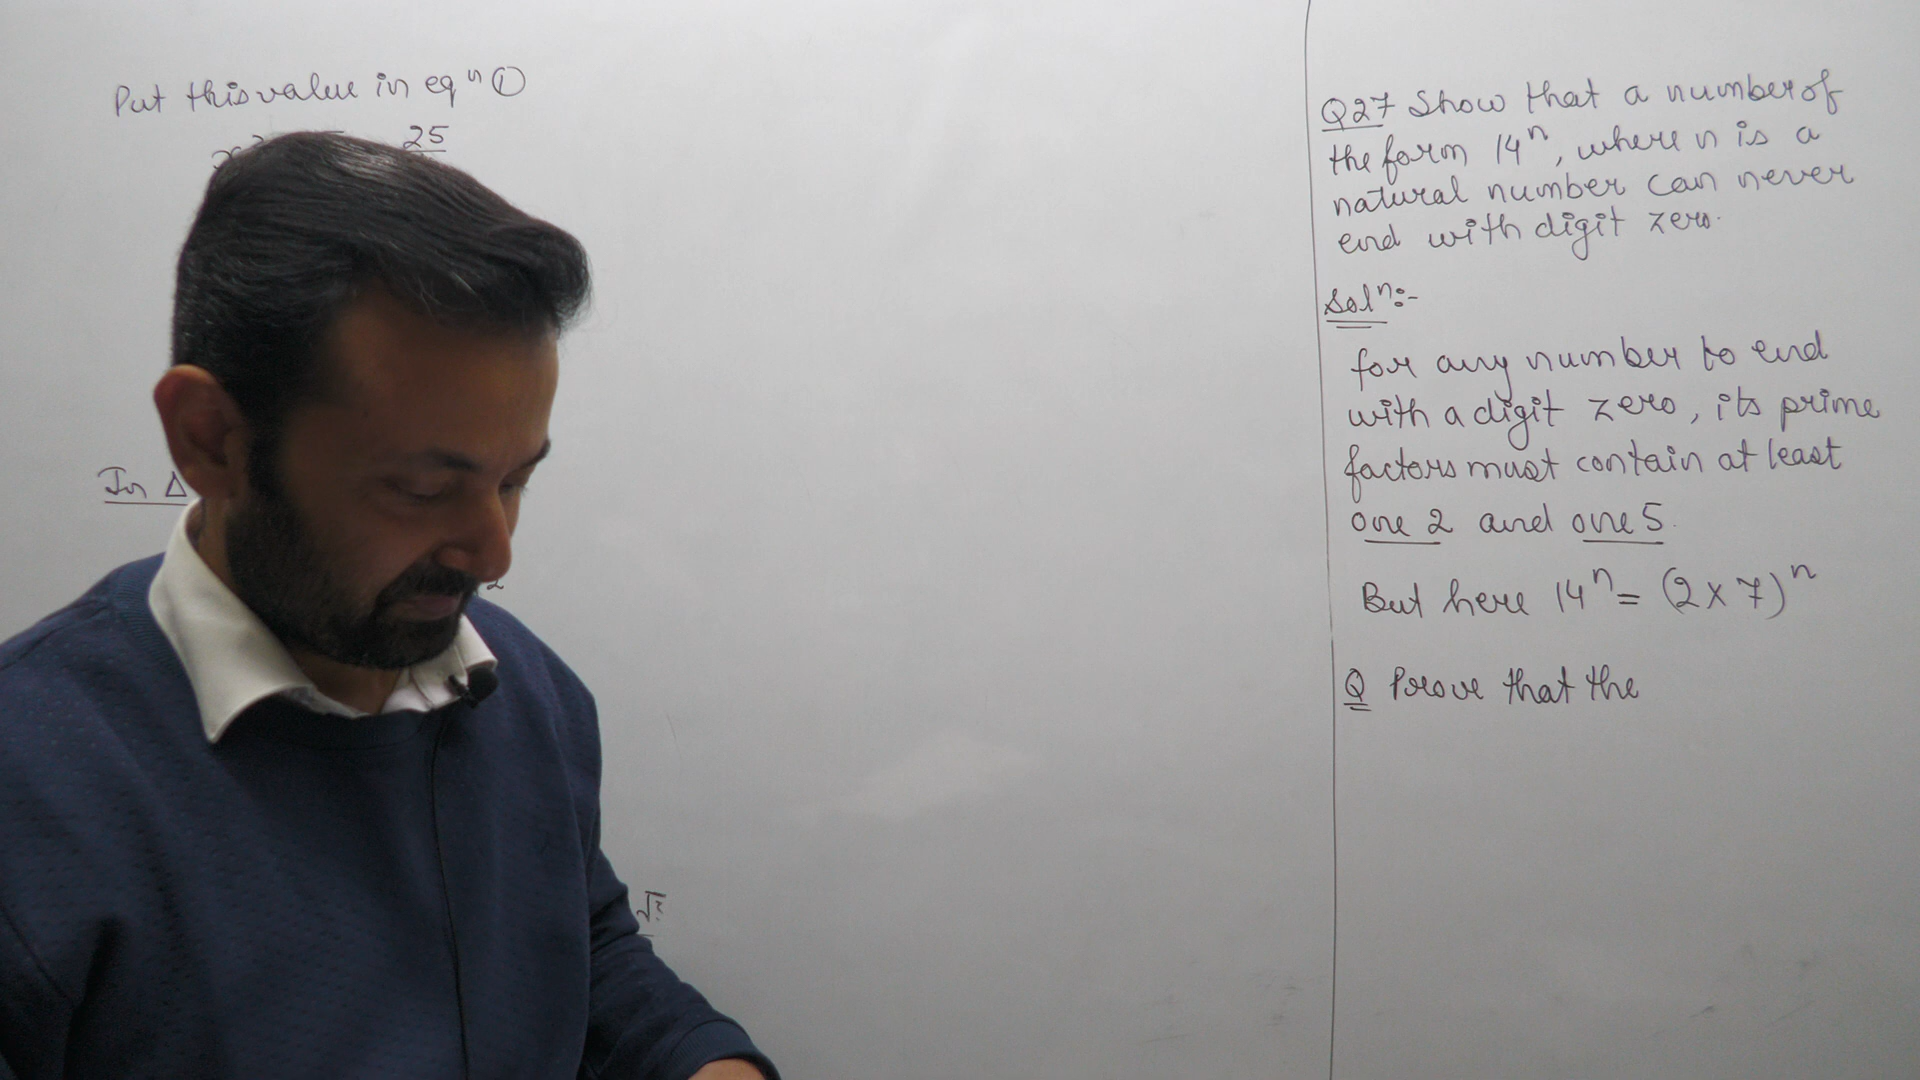 Put this value in eqⁿ ①
25
In Δ
2
√3
Q27 Show that a number of
the form 14ⁿ, where n is a
natural number can never
end with digit zero.
Solⁿ:-
for any number to end
with a digit zero, its prime
factors must contain at least
one 2 and one 5.
But here 14ⁿ = (2 × 7)ⁿ
Q Prove that the